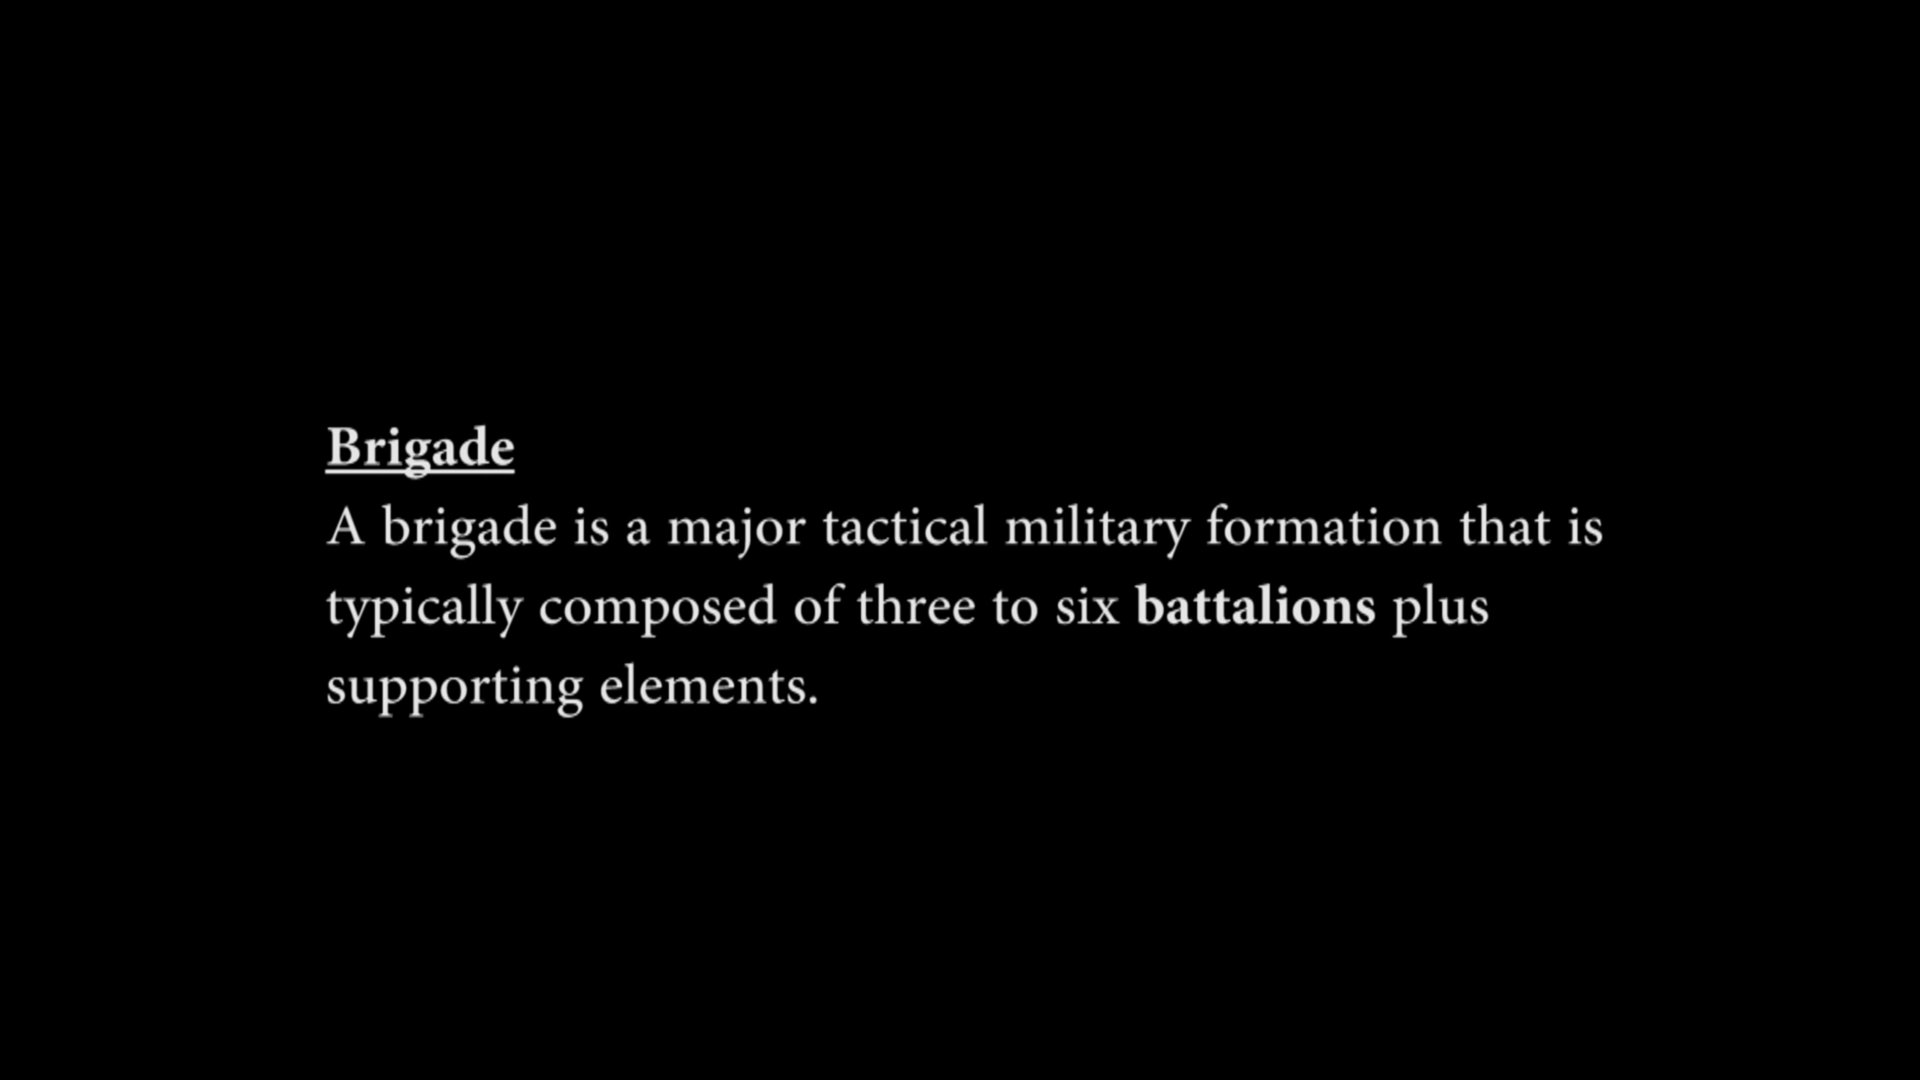 Brigade
A brigade is a major tactical military formation that is
typically composed of three to six battalions plus
supporting elements.